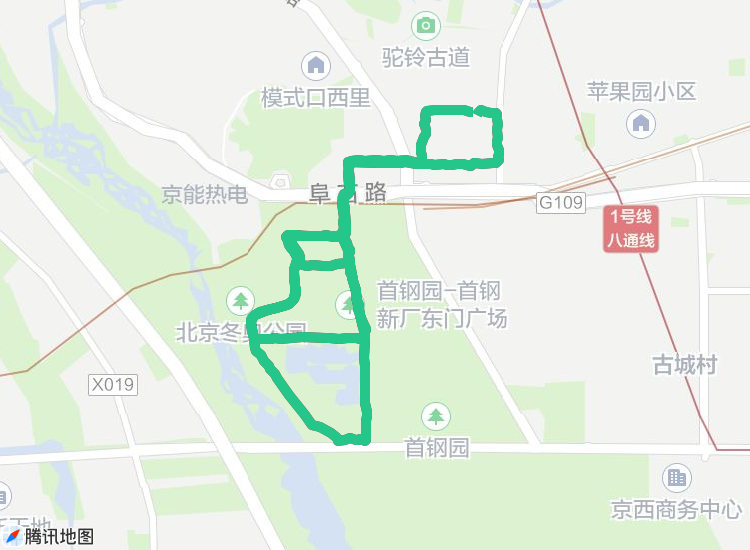 驼铃古道
模式口西里
苹果园小区
京能热电
阜石路
G109
1号线
八通线
首钢园-首钢
新厂东门广场
北京冬奥公园
X019
古城村
首钢园
京西商务中心
腾讯地图